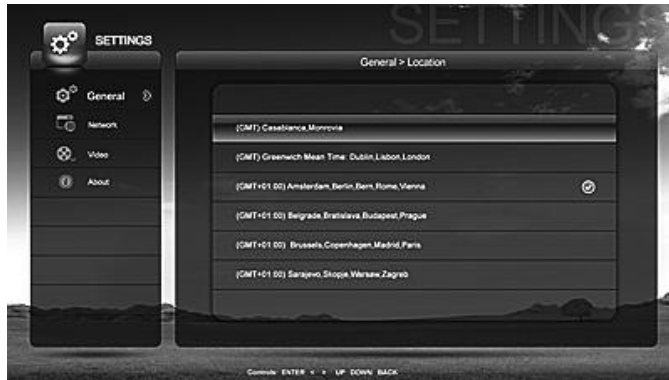 SETTINGS
SETTINGS
General > Location
General
Network
Video
About
(GMT) Casablanca,Monrovia
(GMT) Greenwich Mean Time: Dublin,Lisbon,London
(GMT+01:00) Amsterdam,Berlin,Bern,Rome,Vienna
(GMT+01:00) Belgrade,Bratislava,Budapest,Prague
(GMT+01:00) Brussels,Copenhagen,Madrid,Paris
(GMT+01:00) Sarajevo,Skopje,Warsaw,Zagreb
Controls: ENTER < > UP DOWN BACK